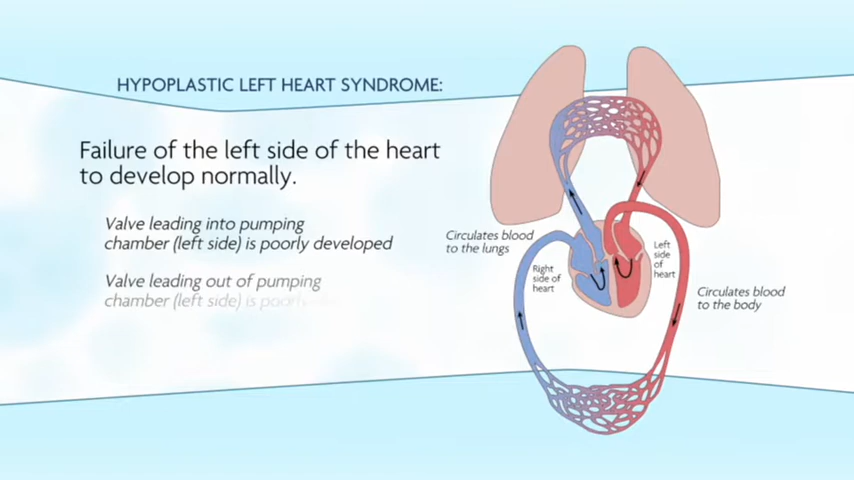 HYPOPLASTIC LEFT HEART SYNDROME:
Failure of the left side of the heart
to develop normally.
Valve leading into pumping
chamber (left side) is poorly developed
Valve leading out of pumping
chamber (left side) is poorly
Circulates blood
to the lungs
Right
side of
heart
Left
side
of
heart
Circulates blood
to the body